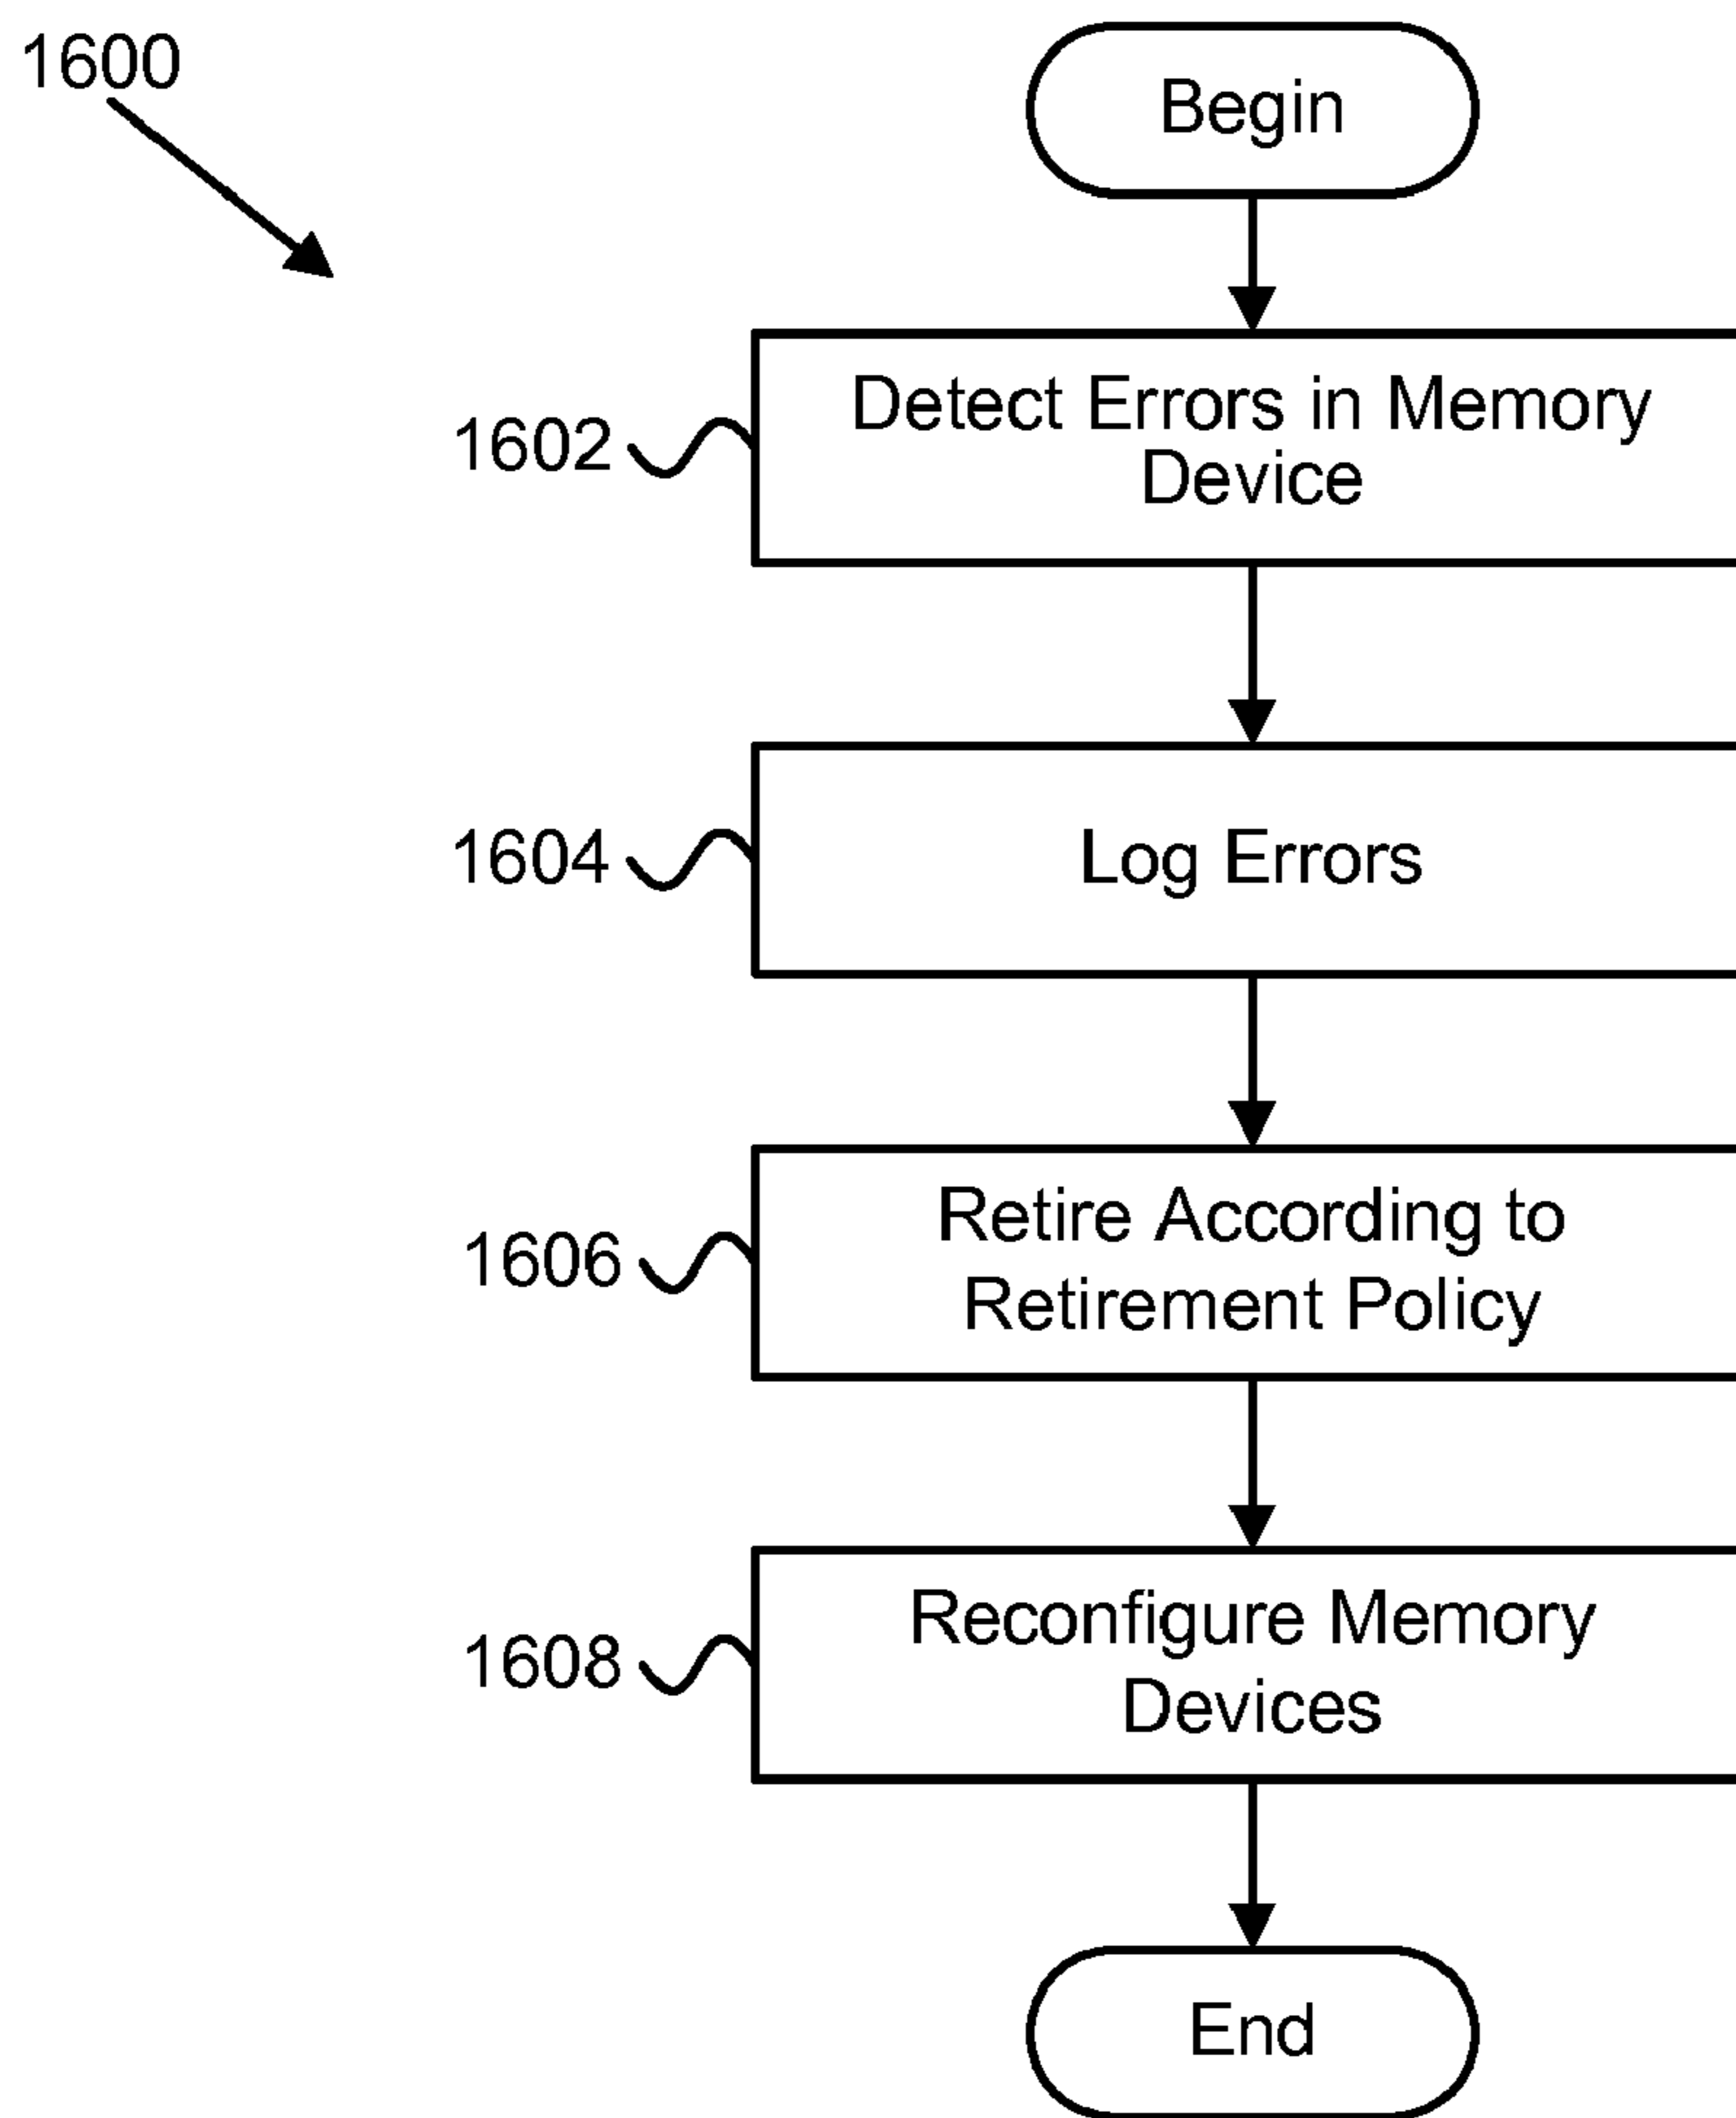 1600
Begin
1602
Detect Errors in Memory
Device
1604
Log Errors
1606
Retire According to
Retirement Policy
1608
Reconfigure Memory
Devices
End